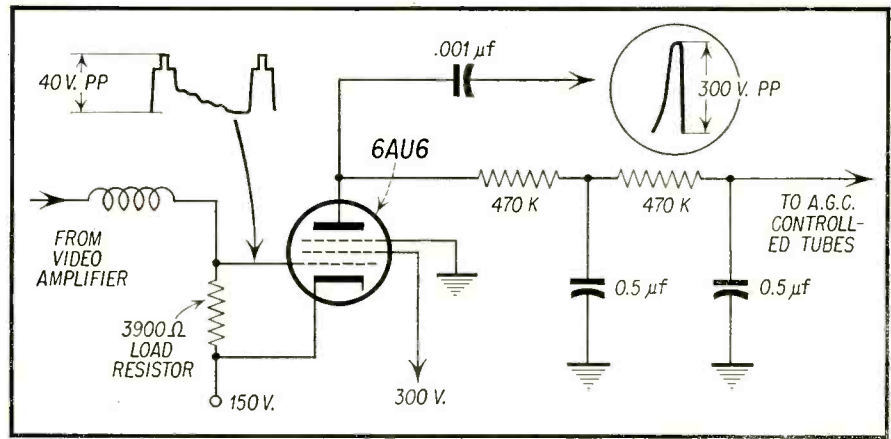 40 V. PP
.001 μf
300 V. PP
6AU6
FROM
VIDEO
AMPLIFIER
470 K
470 K
TO A.G.C.
CONTROLL-
ED TUBES
3900 Ω
LOAD
RESISTOR
0.5 μf
0.5 μf
150 V.
300 V.